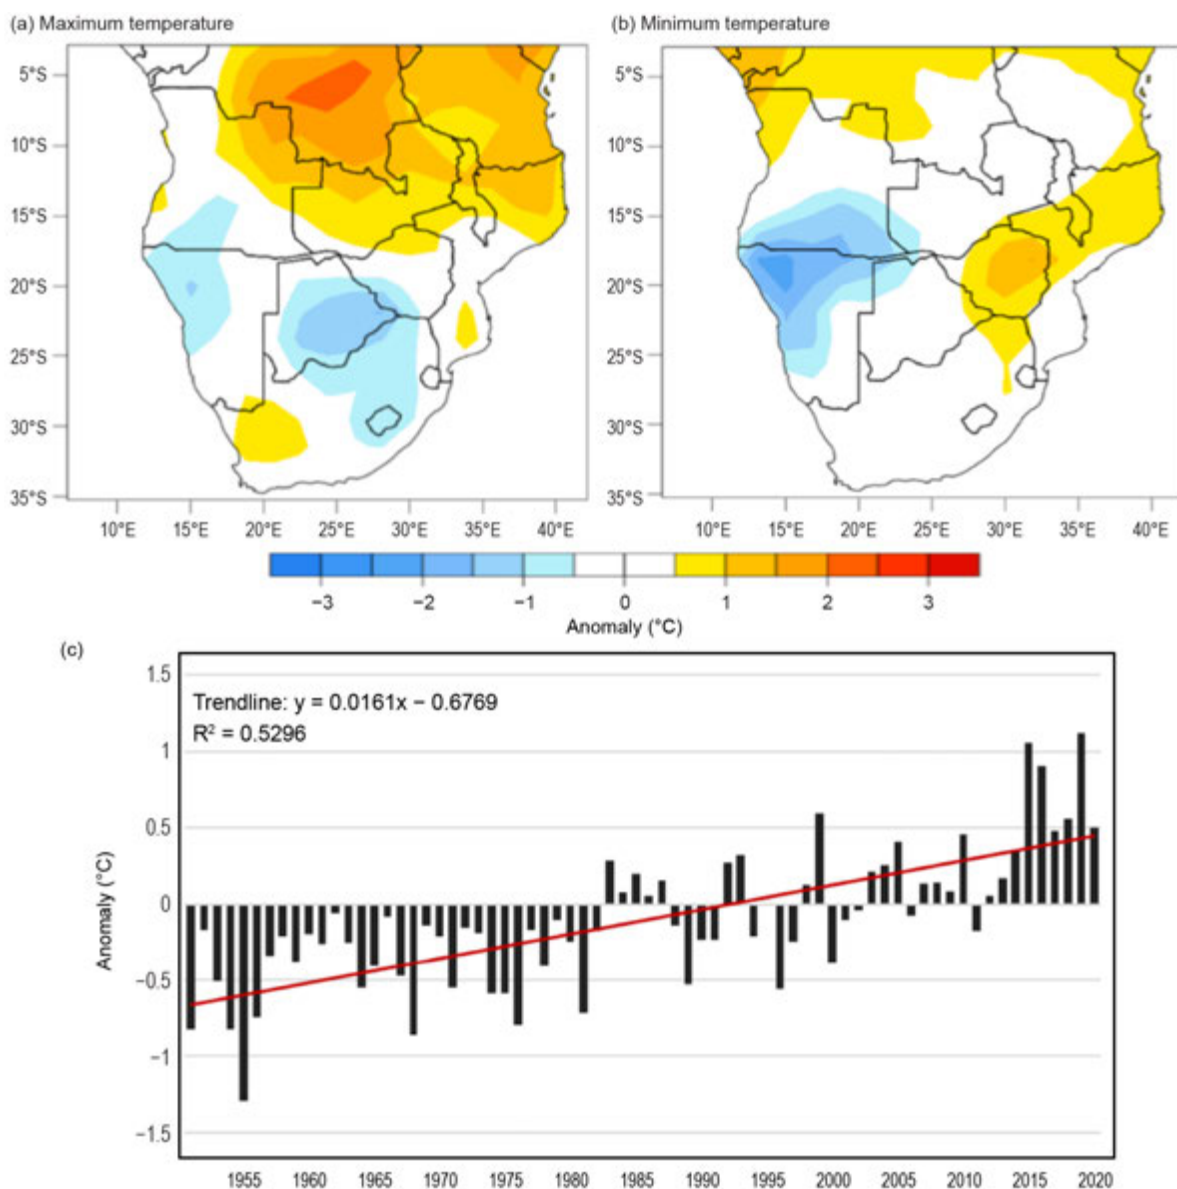 (a) Maximum temperature
(b) Minimum temperature
5°S
10°S
15°S
20°S
25°S
30°S
35°S
10°E 15°E 20°E 25°E 30°E 35°E 40°E
5°S
10°S
15°S
20°S
25°S
30°S
35°S
10°E 15°E 20°E 25°E 30°E 35°E 40°E
−3 −2 −1 0 1 2 3
Anomaly (°C)
(c)
Trendline: y = 0.0161x − 0.6769
R² = 0.5296
Anomaly (°C)
1.5
1
0.5
0
−0.5
−1
−1.5
1955 1960 1965 1970 1975 1980 1985 1990 1995 2000 2005 2010 2015 2020